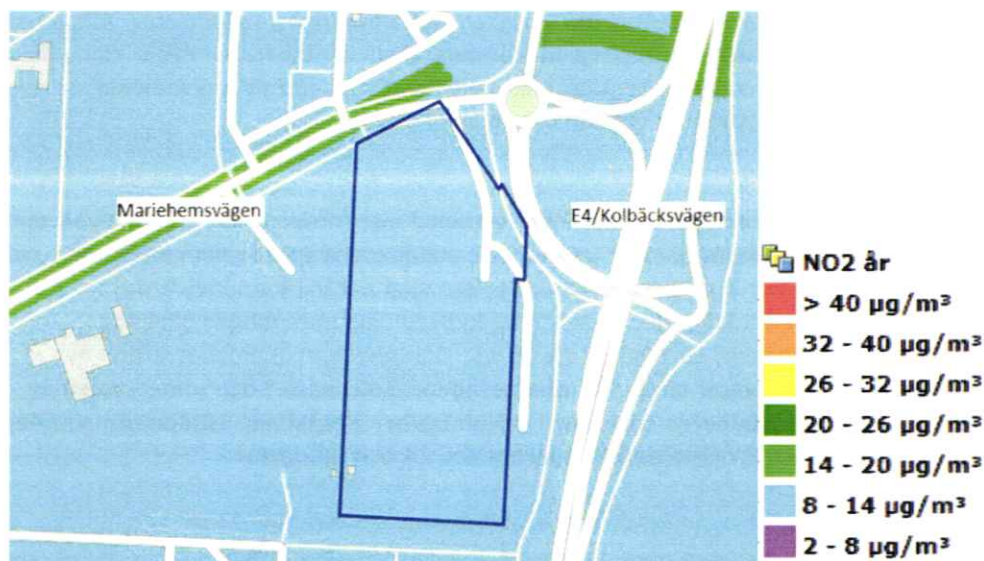 Mariehemsvägen
E4/Kolbäcksvägen
NO2 år
> 40 µg/m³
32 - 40 µg/m³
26 - 32 µg/m³
20 - 26 µg/m³
14 - 20 µg/m³
8 - 14 µg/m³
2 - 8 µg/m³